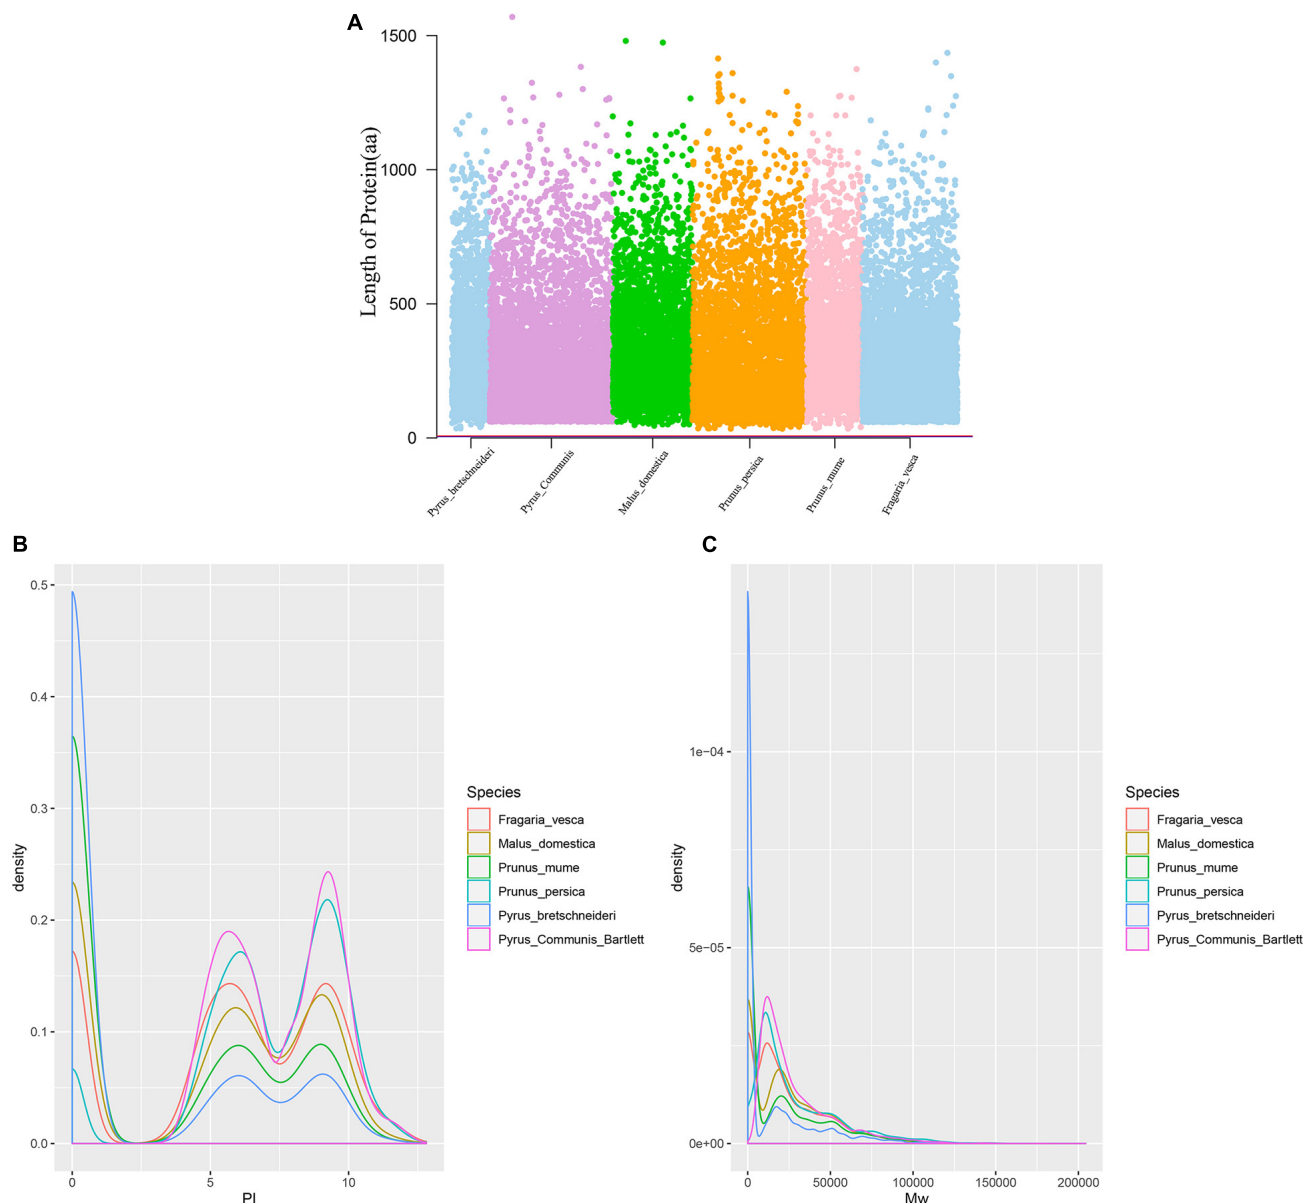 A
1500
1000
500
0
Length of Protein(aa)
Pyrus_bretschneideri
Pyrus_Communis
Malus_domestica
Prunus_persica
Prunus_mume
Fragaria_vesca
B
0.5
0.4
0.3
0.2
0.1
0.0
density
0
5
10
PI
Species
Fragaria_vesca
Malus_domestica
Prunus_mume
Prunus_persica
Pyrus_bretschneideri
Pyrus_Communis_Bartlett
C
1e−04
5e−05
0e+00
density
0
50000
100000
150000
200000
Mw
Species
Fragaria_vesca
Malus_domestica
Prunus_mume
Prunus_persica
Pyrus_bretschneideri
Pyrus_Communis_Bartlett